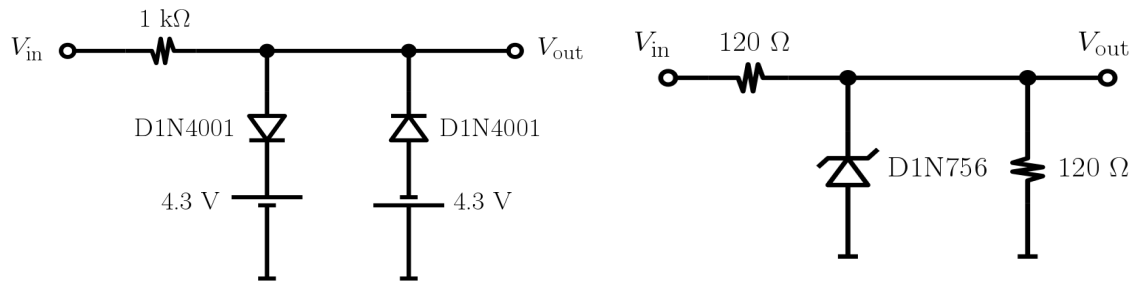 1 kΩ
V_in
V_out
D1N4001
D1N4001
4.3 V
4.3 V
120 Ω
V_in
V_out
D1N756
120 Ω